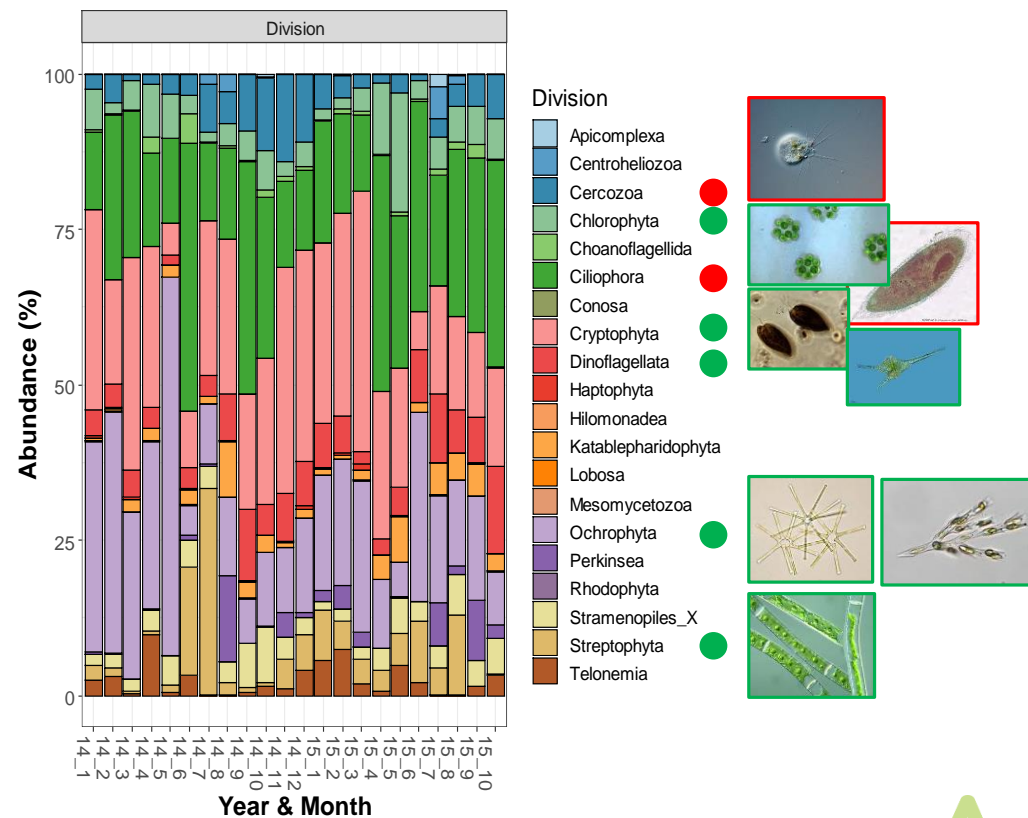 Division
Abundance (%)
100
75
50
25
0
14_1
14_2
14_3
14_4
14_5
14_6
14_7
14_8
14_9
14_10
14_11
14_12
15_1
15_2
15_3
15_4
15_5
15_6
15_7
15_8
15_9
15_10
Year & Month
Division
Apicomplexa
Centroheliozoa
Cercozoa
Chlorophyta
Choanoflagellida
Ciliophora
Conosa
Cryptophyta
Dinoflagellata
Haptophyta
Hilomonadea
Katablepharidophyta
Lobosa
Mesomycetozoa
Ochrophyta
Perkinsea
Rhodophyta
Stramenopiles_X
Streptophyta
Telonemia